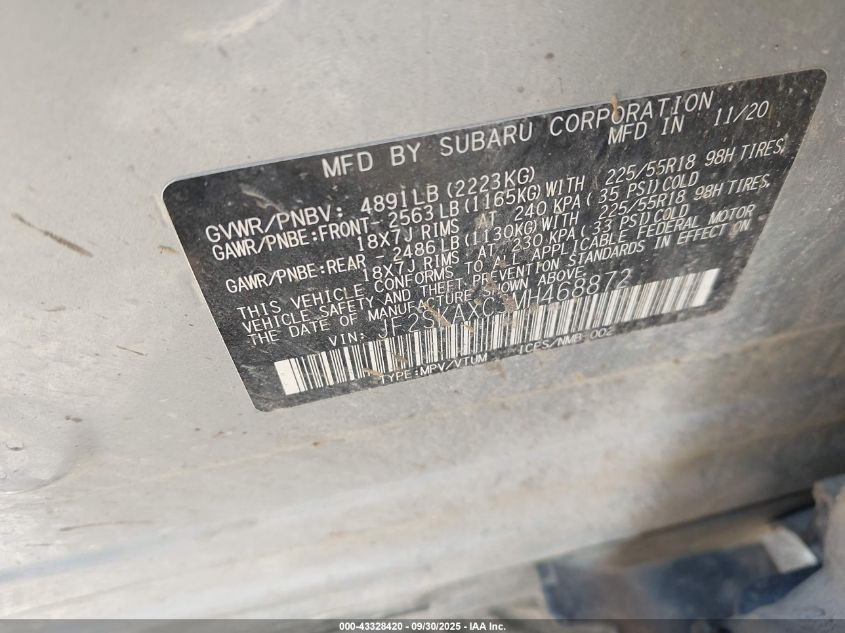 MFD BY SUBARU CORPORATION
MFD IN 11/20
GVWR/PNBV: 4891LB(2223KG)
GAWR/PNBE:FRONT- 2563LB(1165KG)WITH 225/55R18 98H TIRES,
18X7J RIMS AT 240 KPA( 35 PSI)COLD
GAWR/PNBE:REAR -2486LB(1130KG)WITH 225/55R18 98H TIRES,
18X7J RIMS AT 230 KPA( 33 PSI)COLD
THIS VEHICLE CONFORMS TO ALL APPLICABLE FEDERAL MOTOR
VEHICLE SAFETY AND THEFT PREVENTION STANDARDS IN EFFECT ON
THE DATE OF MANUFACTURE SHOWN ABOVE.
VIN: JF2SKAXC3MH468872
TYPE:MPV/VTUM ICES/NMB-002
000-43328420 - 09/30/2025 - IAA Inc.